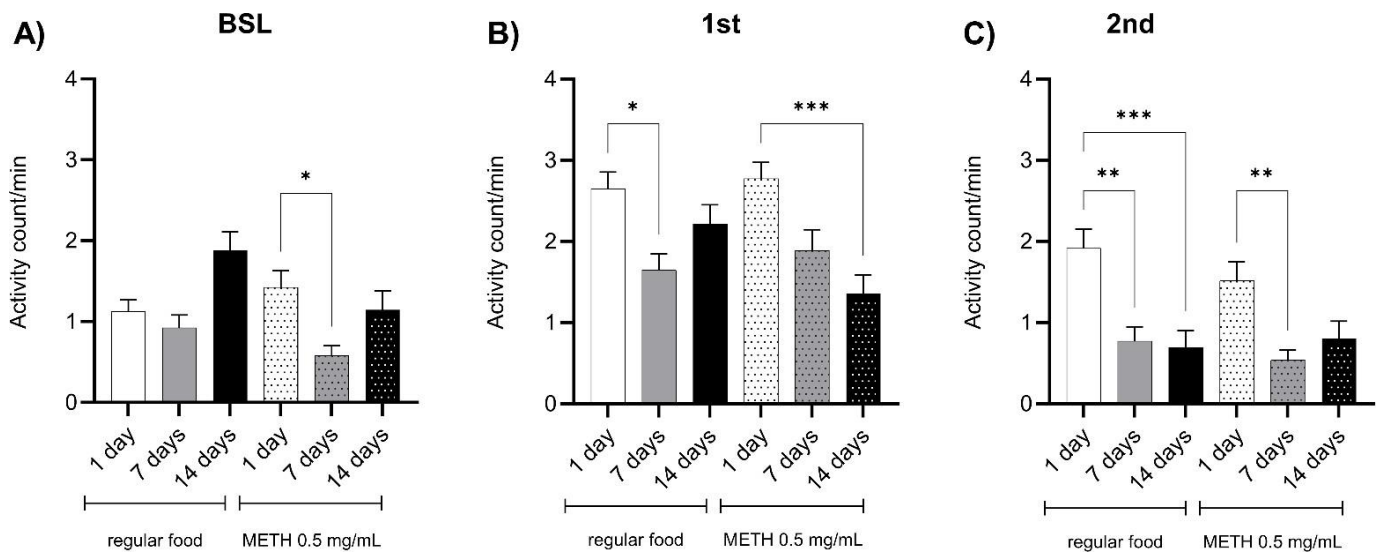 A)
BSL
Activity count/min
4
3
2
1
0
*
1 day
7 days
14 days
1 day
7 days
14 days
regular food
METH 0.5 mg/mL
B)
1st
Activity count/min
4
3
2
1
0
*
***
1 day
7 days
14 days
1 day
7 days
14 days
regular food
METH 0.5 mg/mL
C)
2nd
Activity count/min
4
3
2
1
0
***
**
**
1 day
7 days
14 days
1 day
7 days
14 days
regular food
METH 0.5 mg/mL